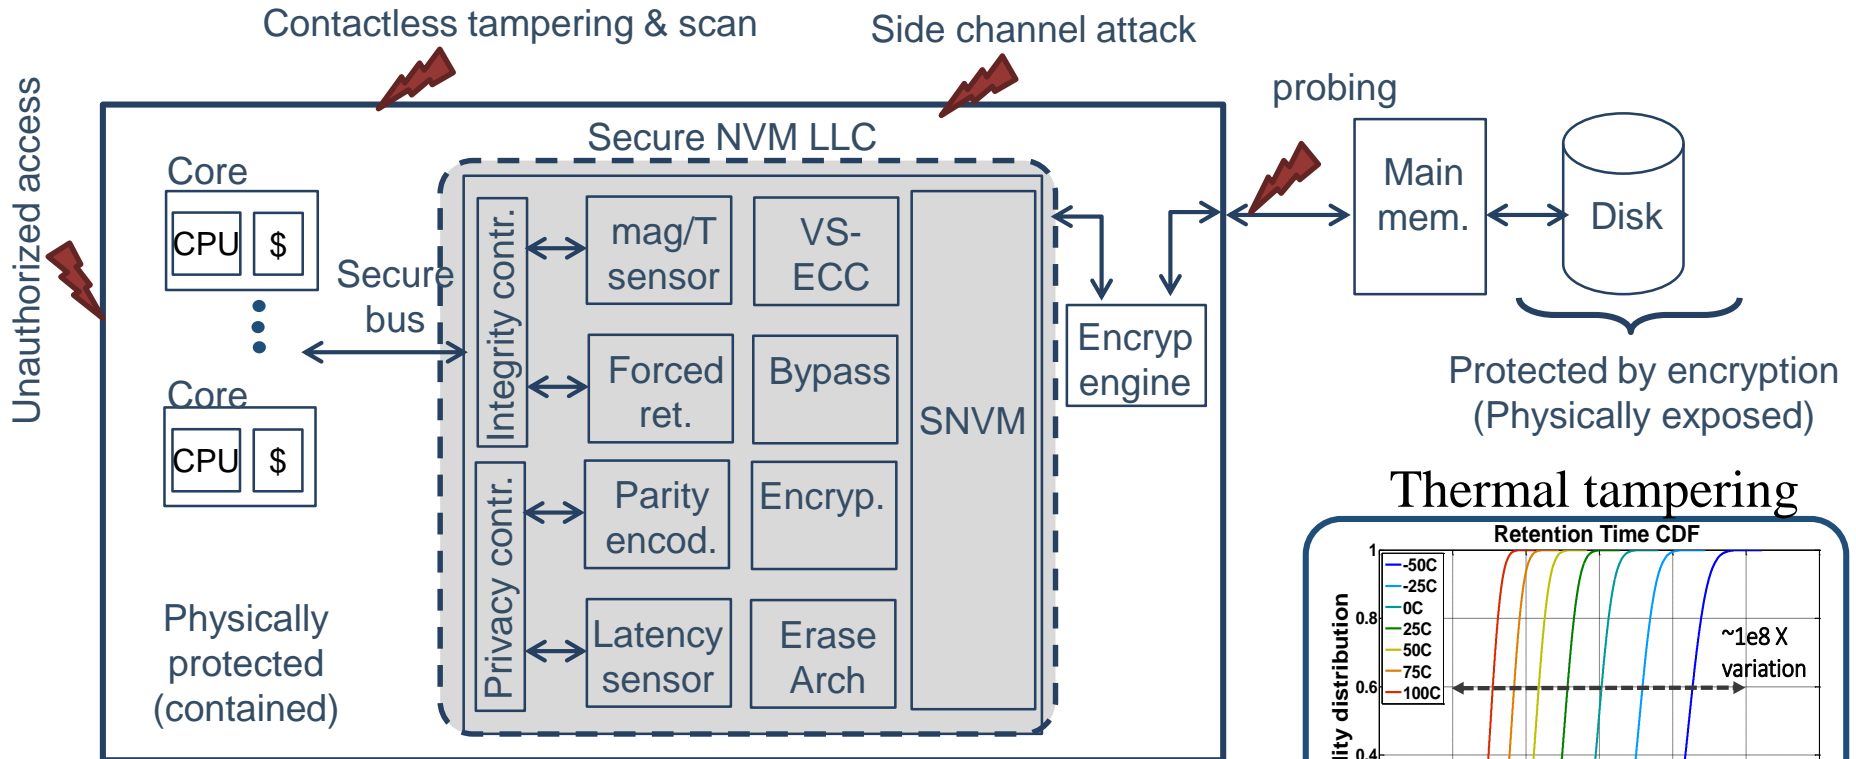 Contactless tampering & scan
Side channel attack
Unauthorized access
probing
Secure NVM LLC
Core
CPU
$
Core
CPU
$
Secure
bus
Physically
protected
(contained)
Integrity contr.
Privacy contr.
mag/T
sensor
VS-
ECC
Forced
ret.
Bypass
Parity
encod.
Encryp.
Latency
sensor
Erase
Arch
SNVM
Encryp
engine
Main
mem.
Disk
Protected by encryption
(Physically exposed)
Thermal tampering
Retention Time CDF
1
0.8
0.6
0.4
-50C
-25C
0C
25C
50C
75C
100C
~1e8 X
variation
distribution